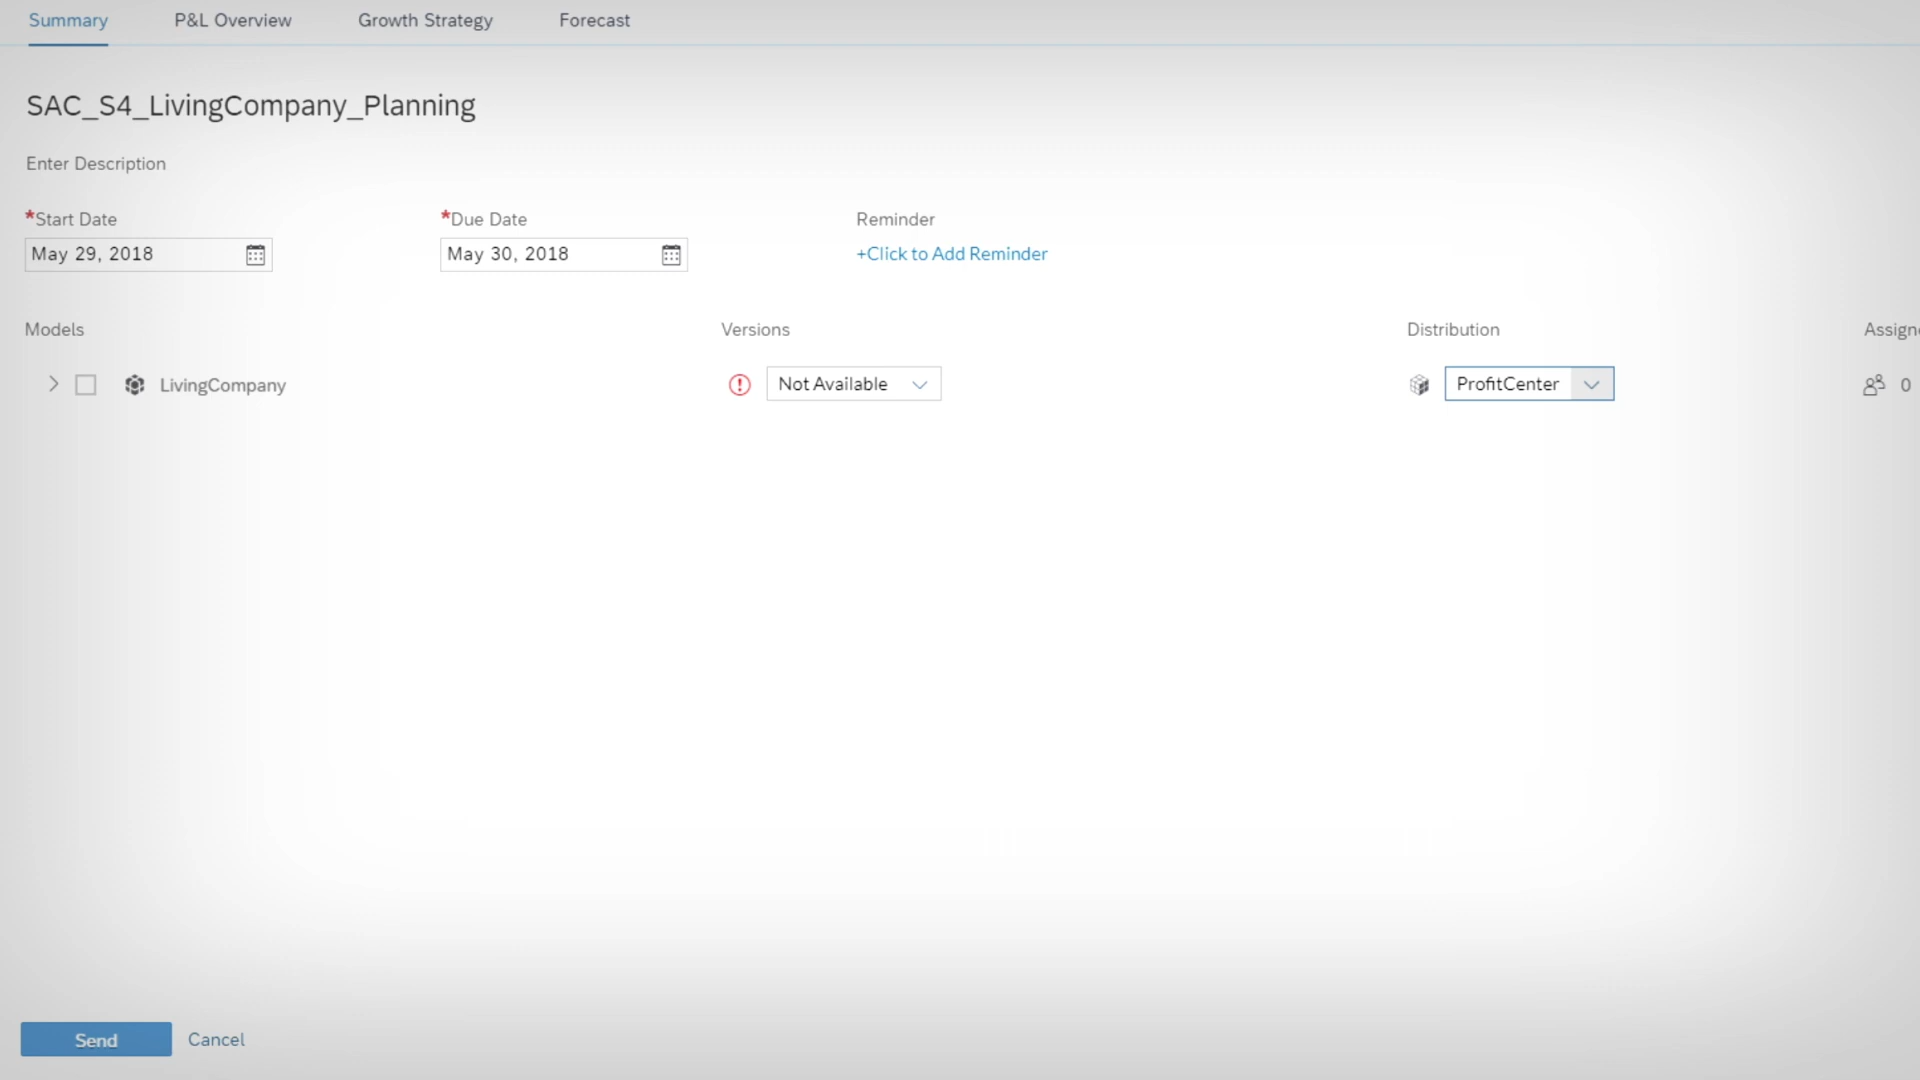 Summary P&L Overview Growth Strategy Forecast
SAC_S4_LivingCompany_Planning
Enter Description
*Start Date *Due Date Reminder
May 29, 2018 May 30, 2018 +Click to Add Reminder
Models Versions Distribution Assigne
LivingCompany Not Available ProfitCenter 0
Send Cancel